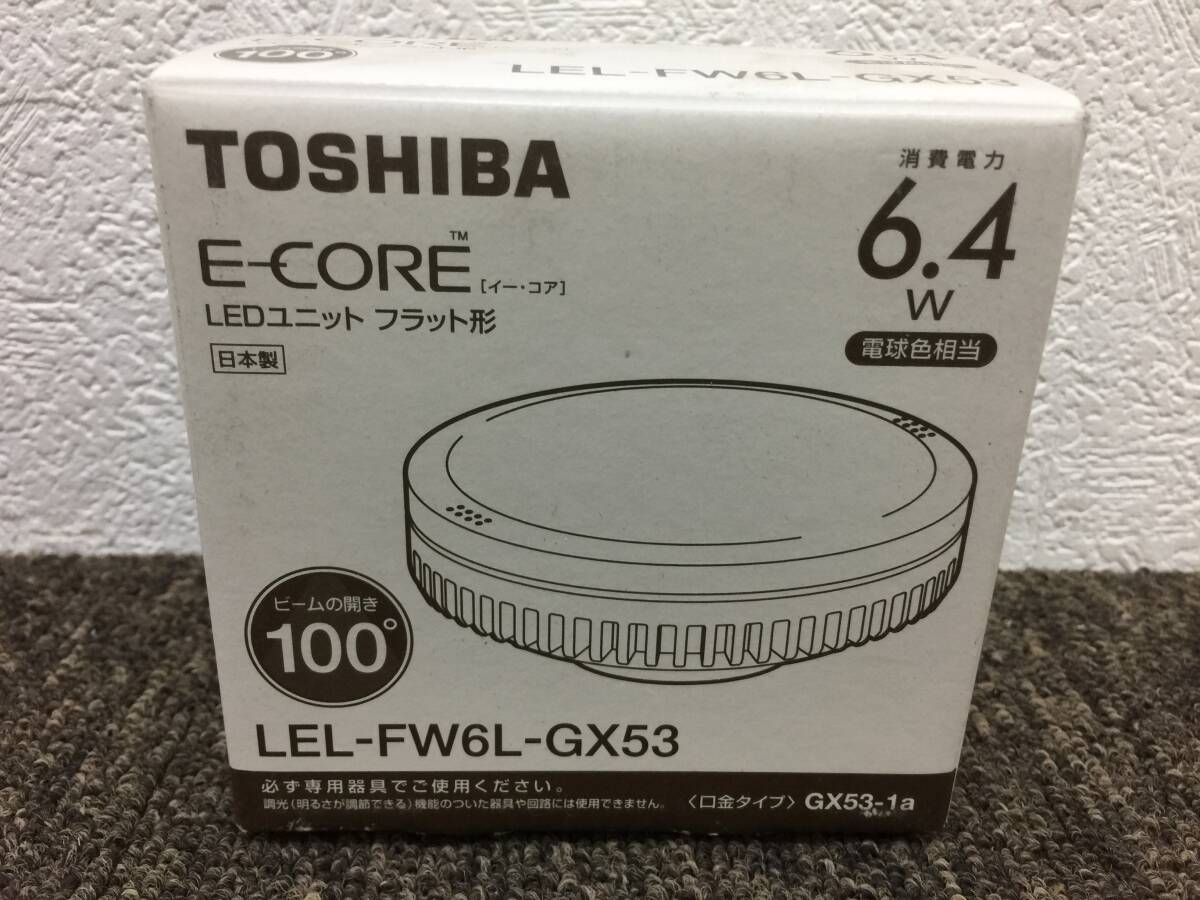 100°
E-CORE
LEL-FW6L-GX53
TOSHIBA
E-CORE™ [イー・コア]
LEDユニット フラット形
日本製
消費電力
6.4
W
電球色相当
ビームの開き
100°
LEL-FW6L-GX53
必ず専用器具でご使用ください。
調光(明るさが調節できる)機能のついた器具や回路には使用できません。
〈口金タイプ〉GX53-1a